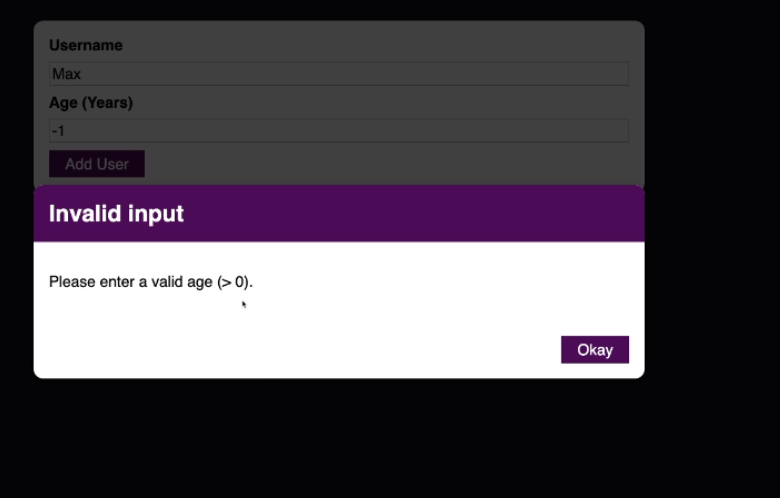 Username
Max
Age (Years)
-1
Add User
Invalid input
Please enter a valid age (> 0).
Okay